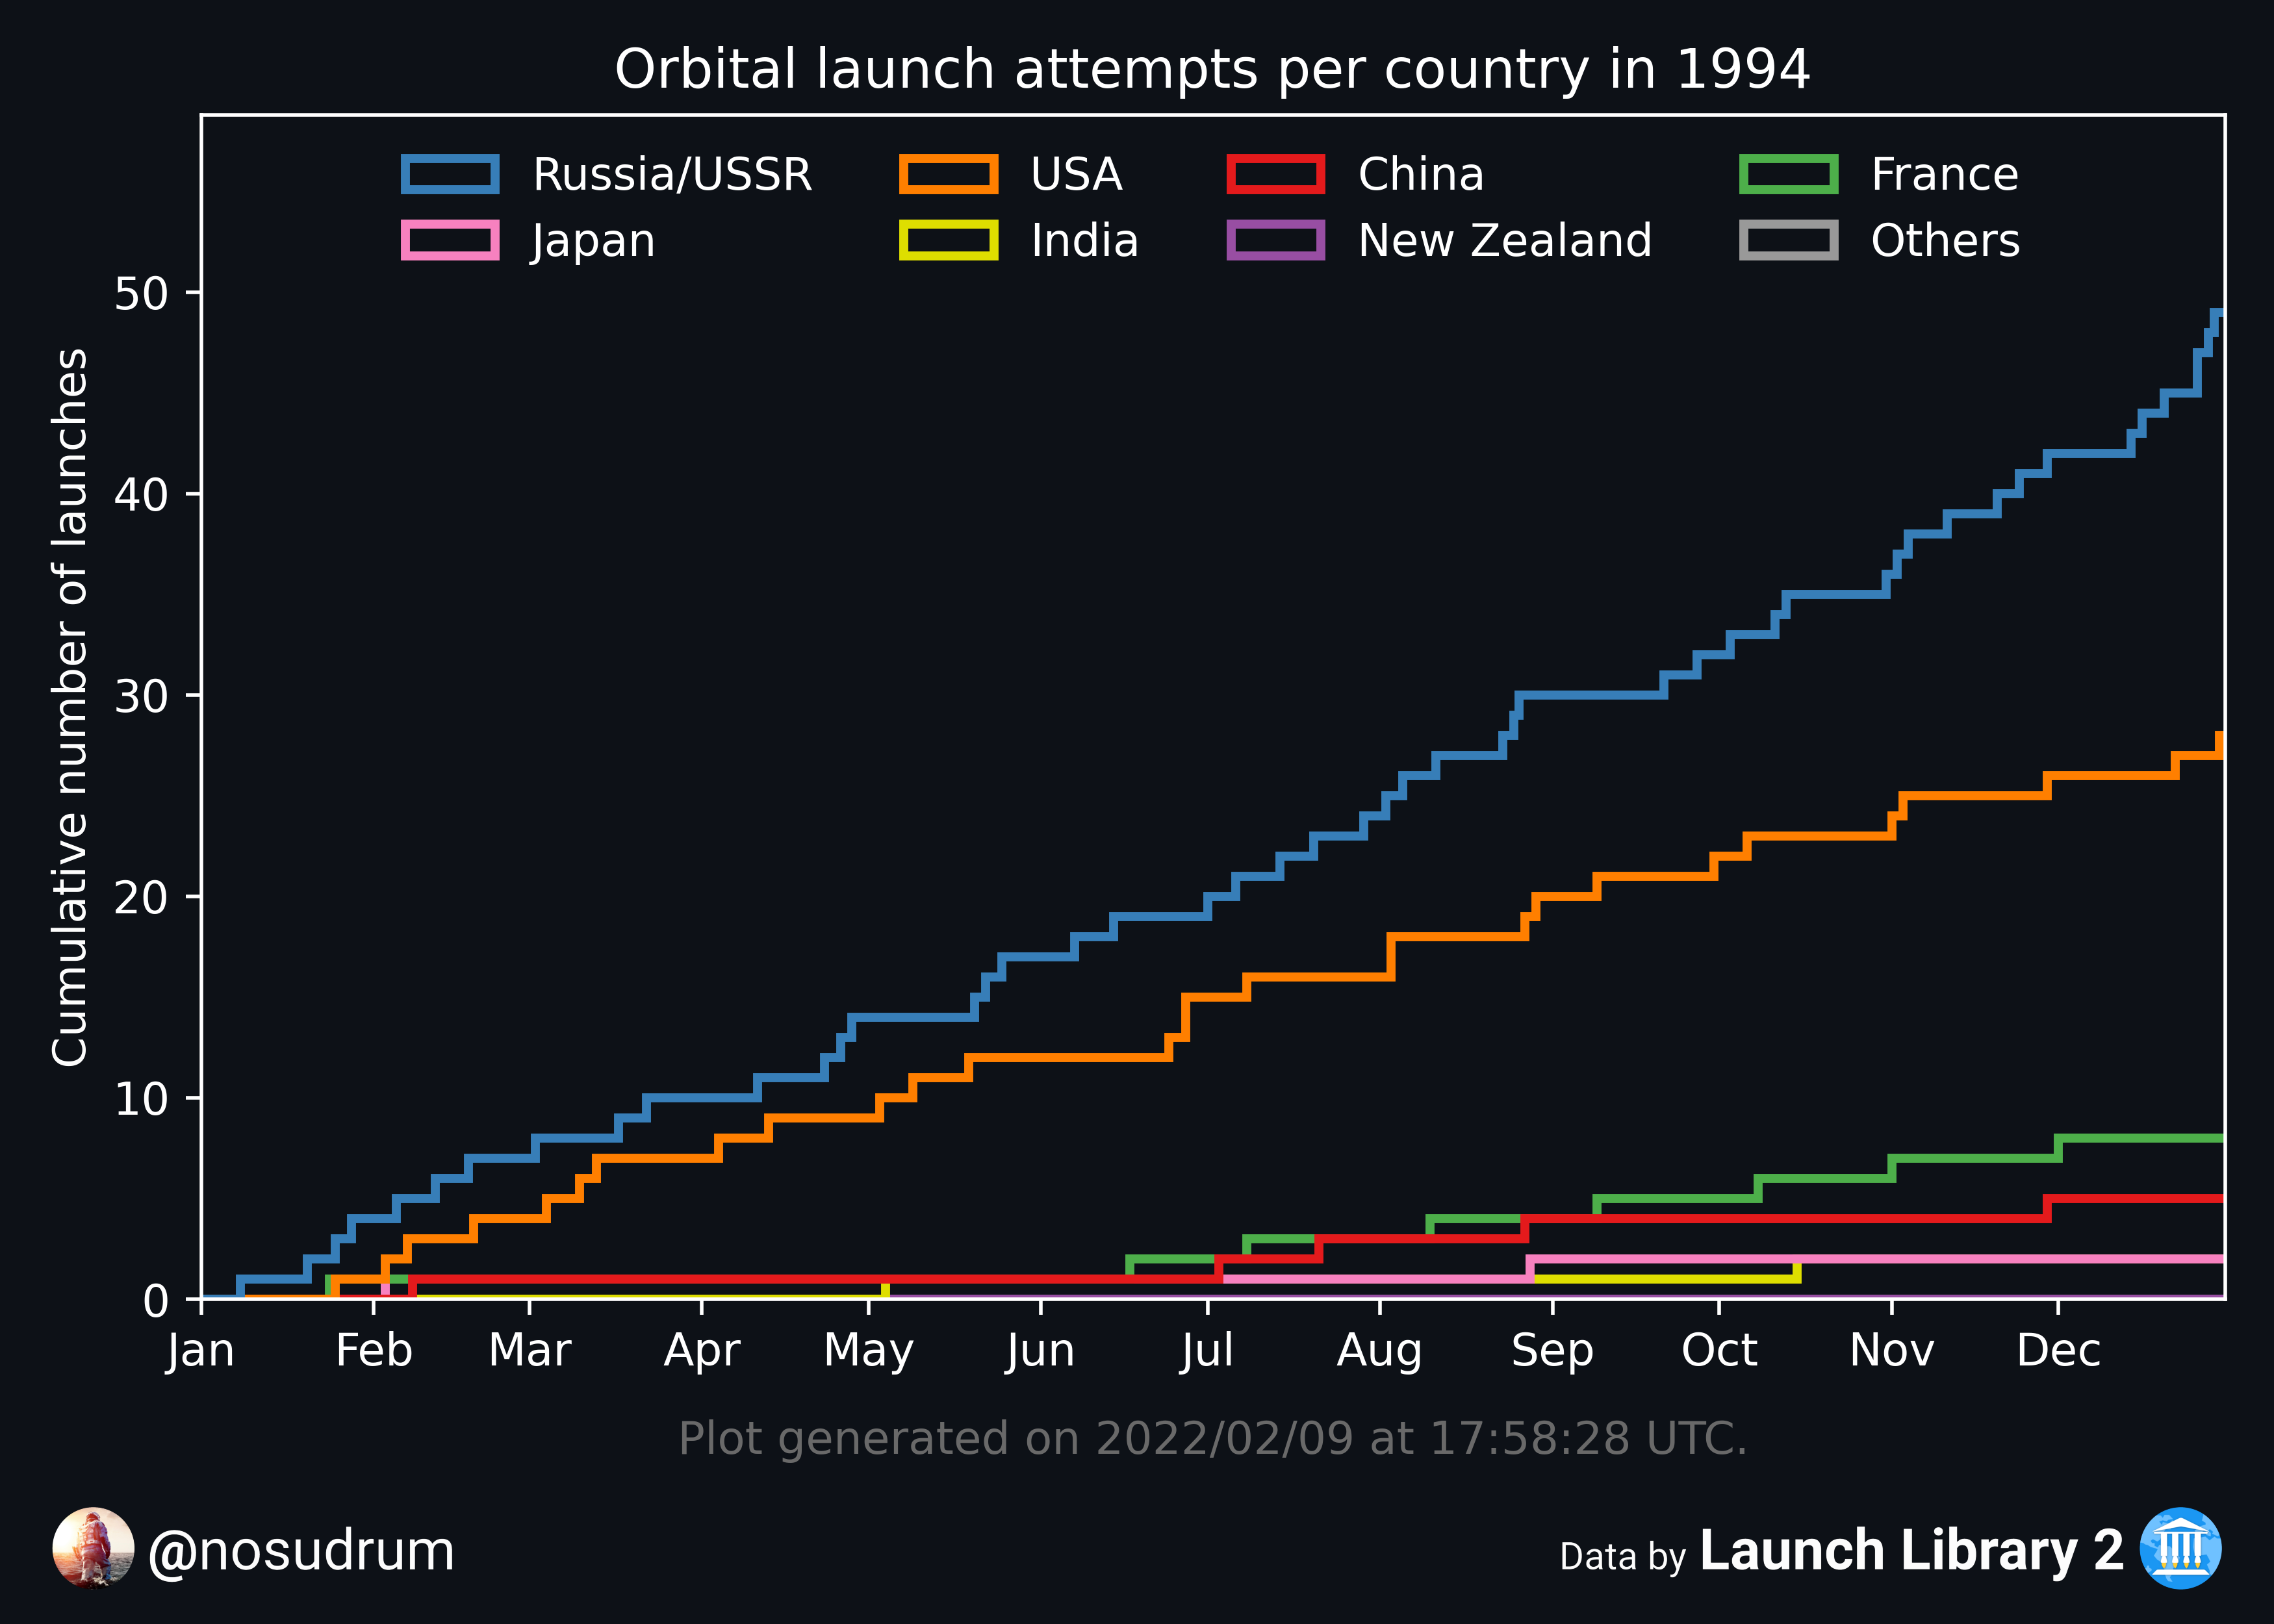 Orbital launch attempts per country in 1994
Russia/USSR USA China France
Japan India New Zealand Others
Cumulative number of launches
50
40
30
20
10
0
Jan Feb Mar Apr May Jun Jul Aug Sep Oct Nov Dec
Plot generated on 2022/02/09 at 17:58:28 UTC.
@nosudrum
Data by Launch Library 2